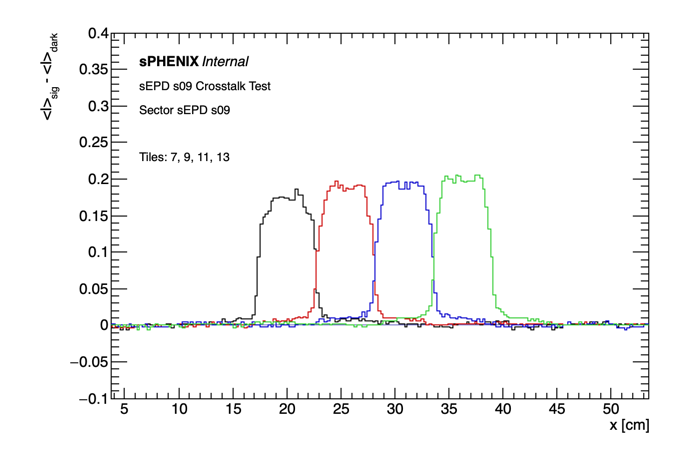 <I>sig - <I>dark
0.4
0.35
0.3
0.25
0.2
0.15
0.1
0.05
0
−0.05
−0.1
sPHENIX Internal
sEPD s09 Crosstalk Test
Sector sEPD s09
Tiles: 7, 9, 11, 13
5 10 15 20 25 30 35 40 45 50
x [cm]